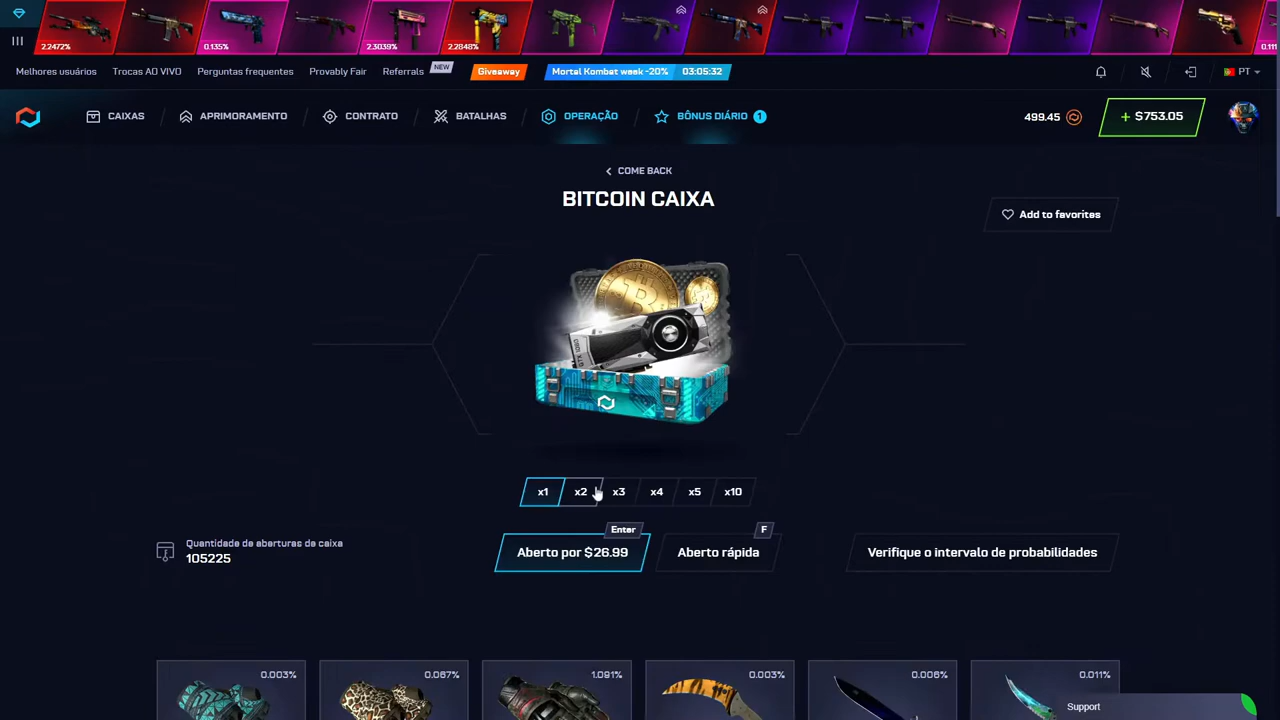 2.2472%
0.135%
2.3039%
2.2848%
0.111
Melhores usuários
Trocas AO VIVO
Perguntas frequentes
Provably Fair
Referrals
NEW
Giveaway
Mortal Kombat week -20%
03:05:32
PT
CAIXAS
APRIMORAMENTO
CONTRATO
BATALHAS
OPERAÇÃO
BÔNUS DIÁRIO
1
499.45
+ $753.05
COME BACK
BITCOIN CAIXA
Add to favorites
x1
x2
x3
x4
x5
x10
Enter
F
Quantidade de aberturas de caixa
105225
Aberto por $26.99
Aberto rápida
Verifique o intervalo de probabilidades
0.003%
0.067%
1.091%
0.003%
0.006%
0.011%
Support